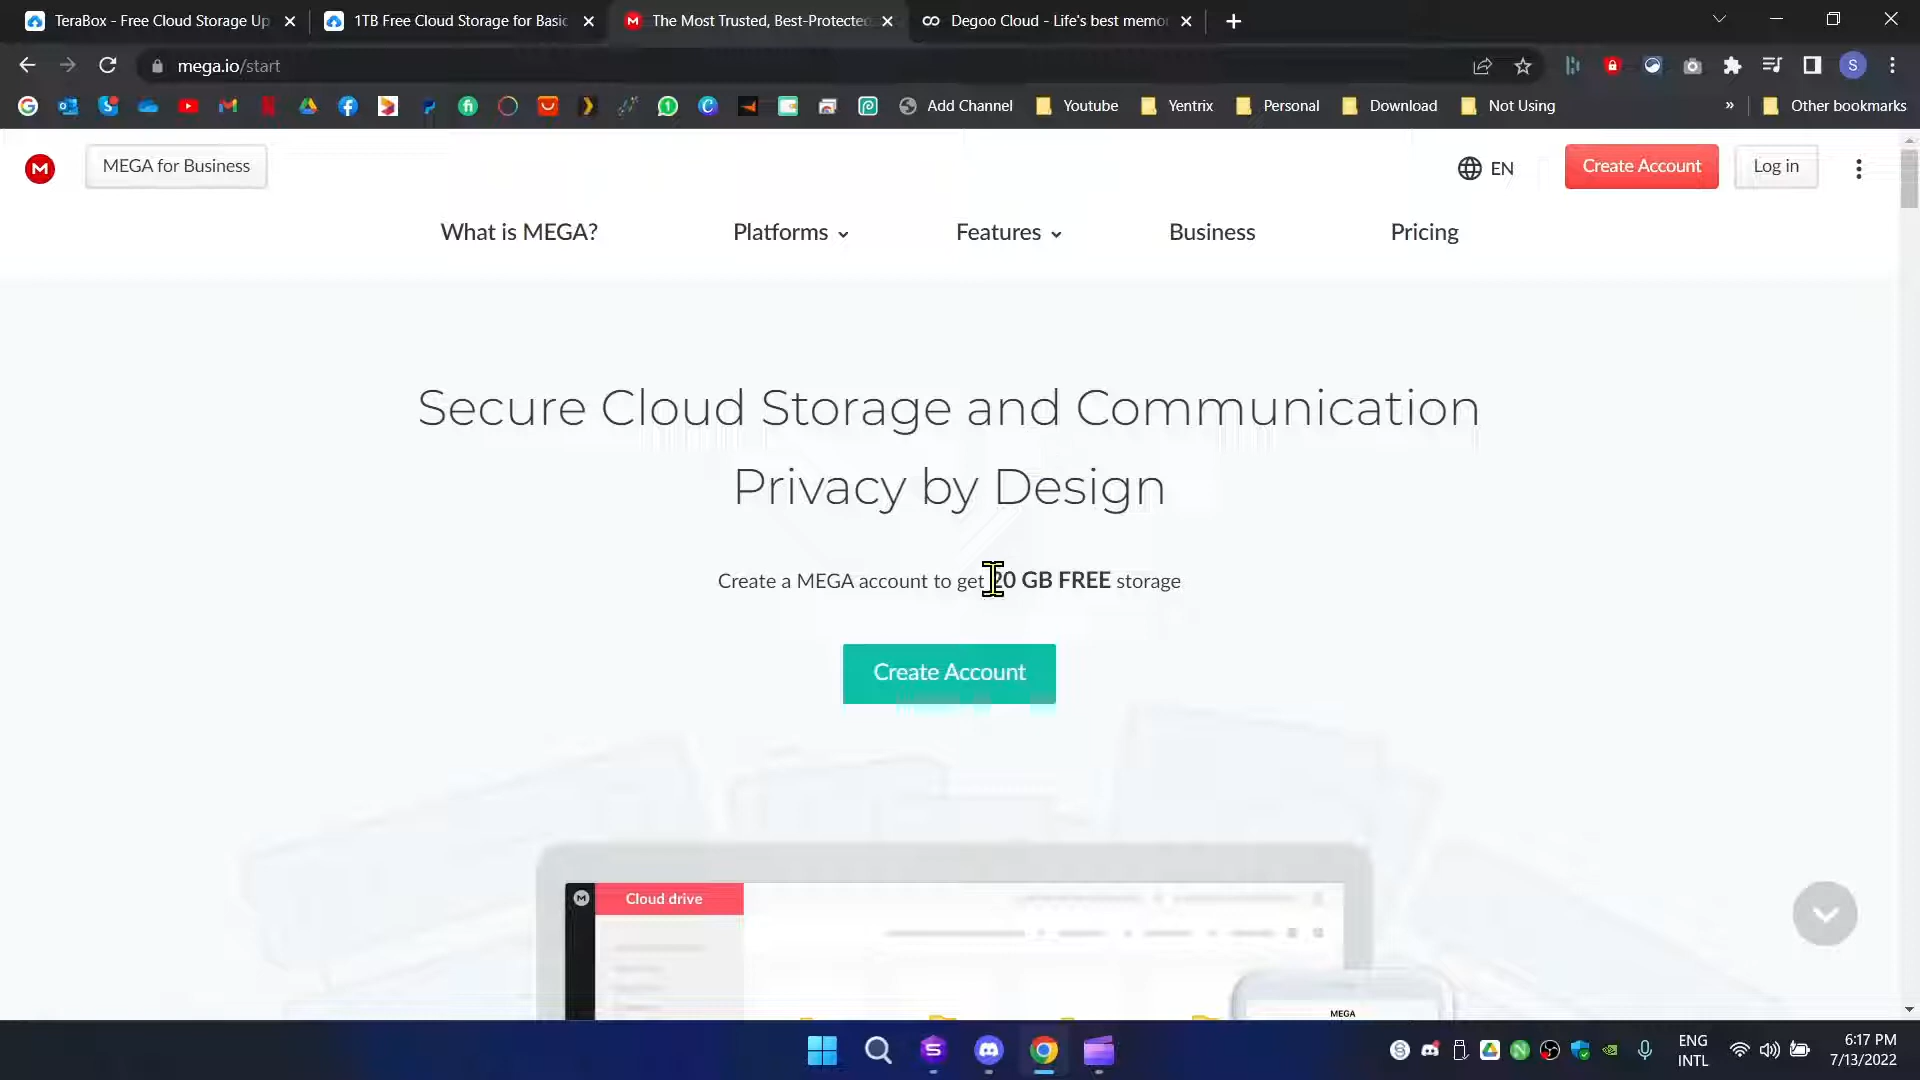 TeraBox - Free Cloud Storage Up
1TB Free Cloud Storage for Basic
The Most Trusted, Best-Protected
Degoo Cloud - Life's best memo
mega.io/start
S
Add Channel
Youtube
Yentrix
Personal
Download
Not Using
»
Other bookmarks
M
MEGA for Business
EN
Create Account
Log in
What is MEGA?
Platforms
Features
Business
Pricing
Secure Cloud Storage and Communication
Privacy by Design
Create a MEGA account to get 20 GB FREE storage
Create Account
Cloud drive
MEGA
ENG
INTL
6:17 PM
7/13/2022